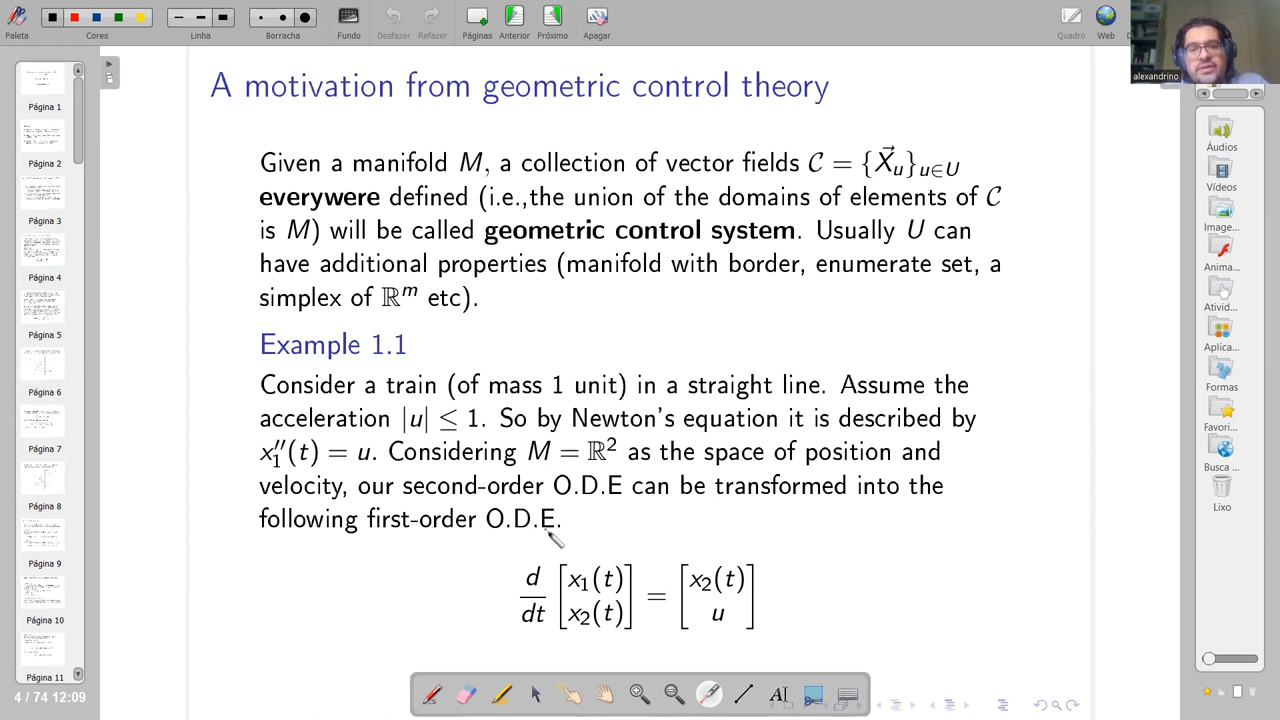 Paleta
Cores
Linha
Borracha
Fundo
Desfazer
Refazer
Páginas
Anterior
Próximo
Apagar
Quadro
Web
alexandrino
Página 1
Página 2
Página 3
Página 4
Página 5
Página 6
Página 7
Página 8
Página 9
Página 10
Página 11
4 / 74 12:09
A motivation from geometric control theory
Given a manifold M, a collection of vector fields 𝒞 = {X⃗_u}_{u∈U}
everywere defined (i.e.,the union of the domains of elements of 𝒞
is M) will be called geometric control system. Usually U can
have additional properties (manifold with border, enumerate set, a
simplex of ℝ^m etc).
Example 1.1
Consider a train (of mass 1 unit) in a straight line. Assume the
acceleration |u| ≤ 1. So by Newton's equation it is described by
x₁''(t) = u. Considering M = ℝ² as the space of position and
velocity, our second-order O.D.E can be transformed into the
following first-order O.D.E.
d/dt [x₁(t) x₂(t)] = [x₂(t) u]
Áudios
Vídeos
Image...
Anima...
Ativid...
Aplica...
Formas
Favori...
Busca ...
Lixo